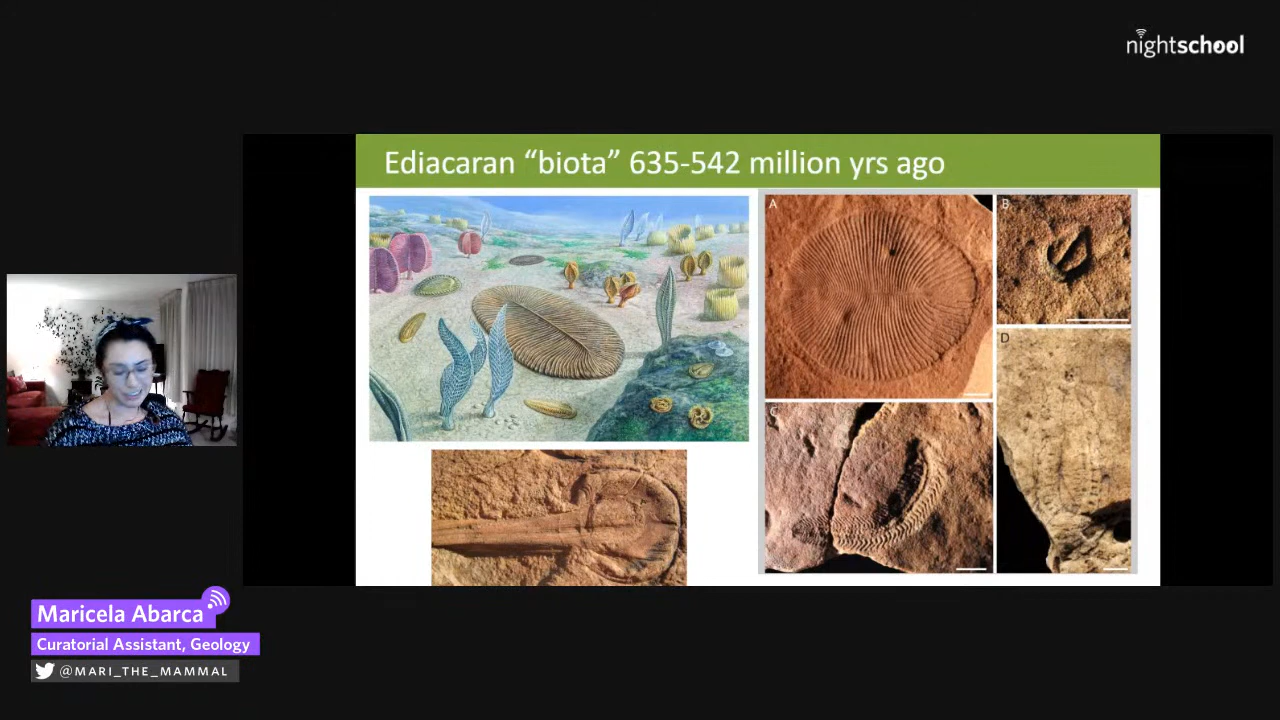 nightschool
Ediacaran “biota” 635-542 million yrs ago
A
B
C
D
Maricela Abarca
Curatorial Assistant, Geology
@MARI_THE_MAMMAL